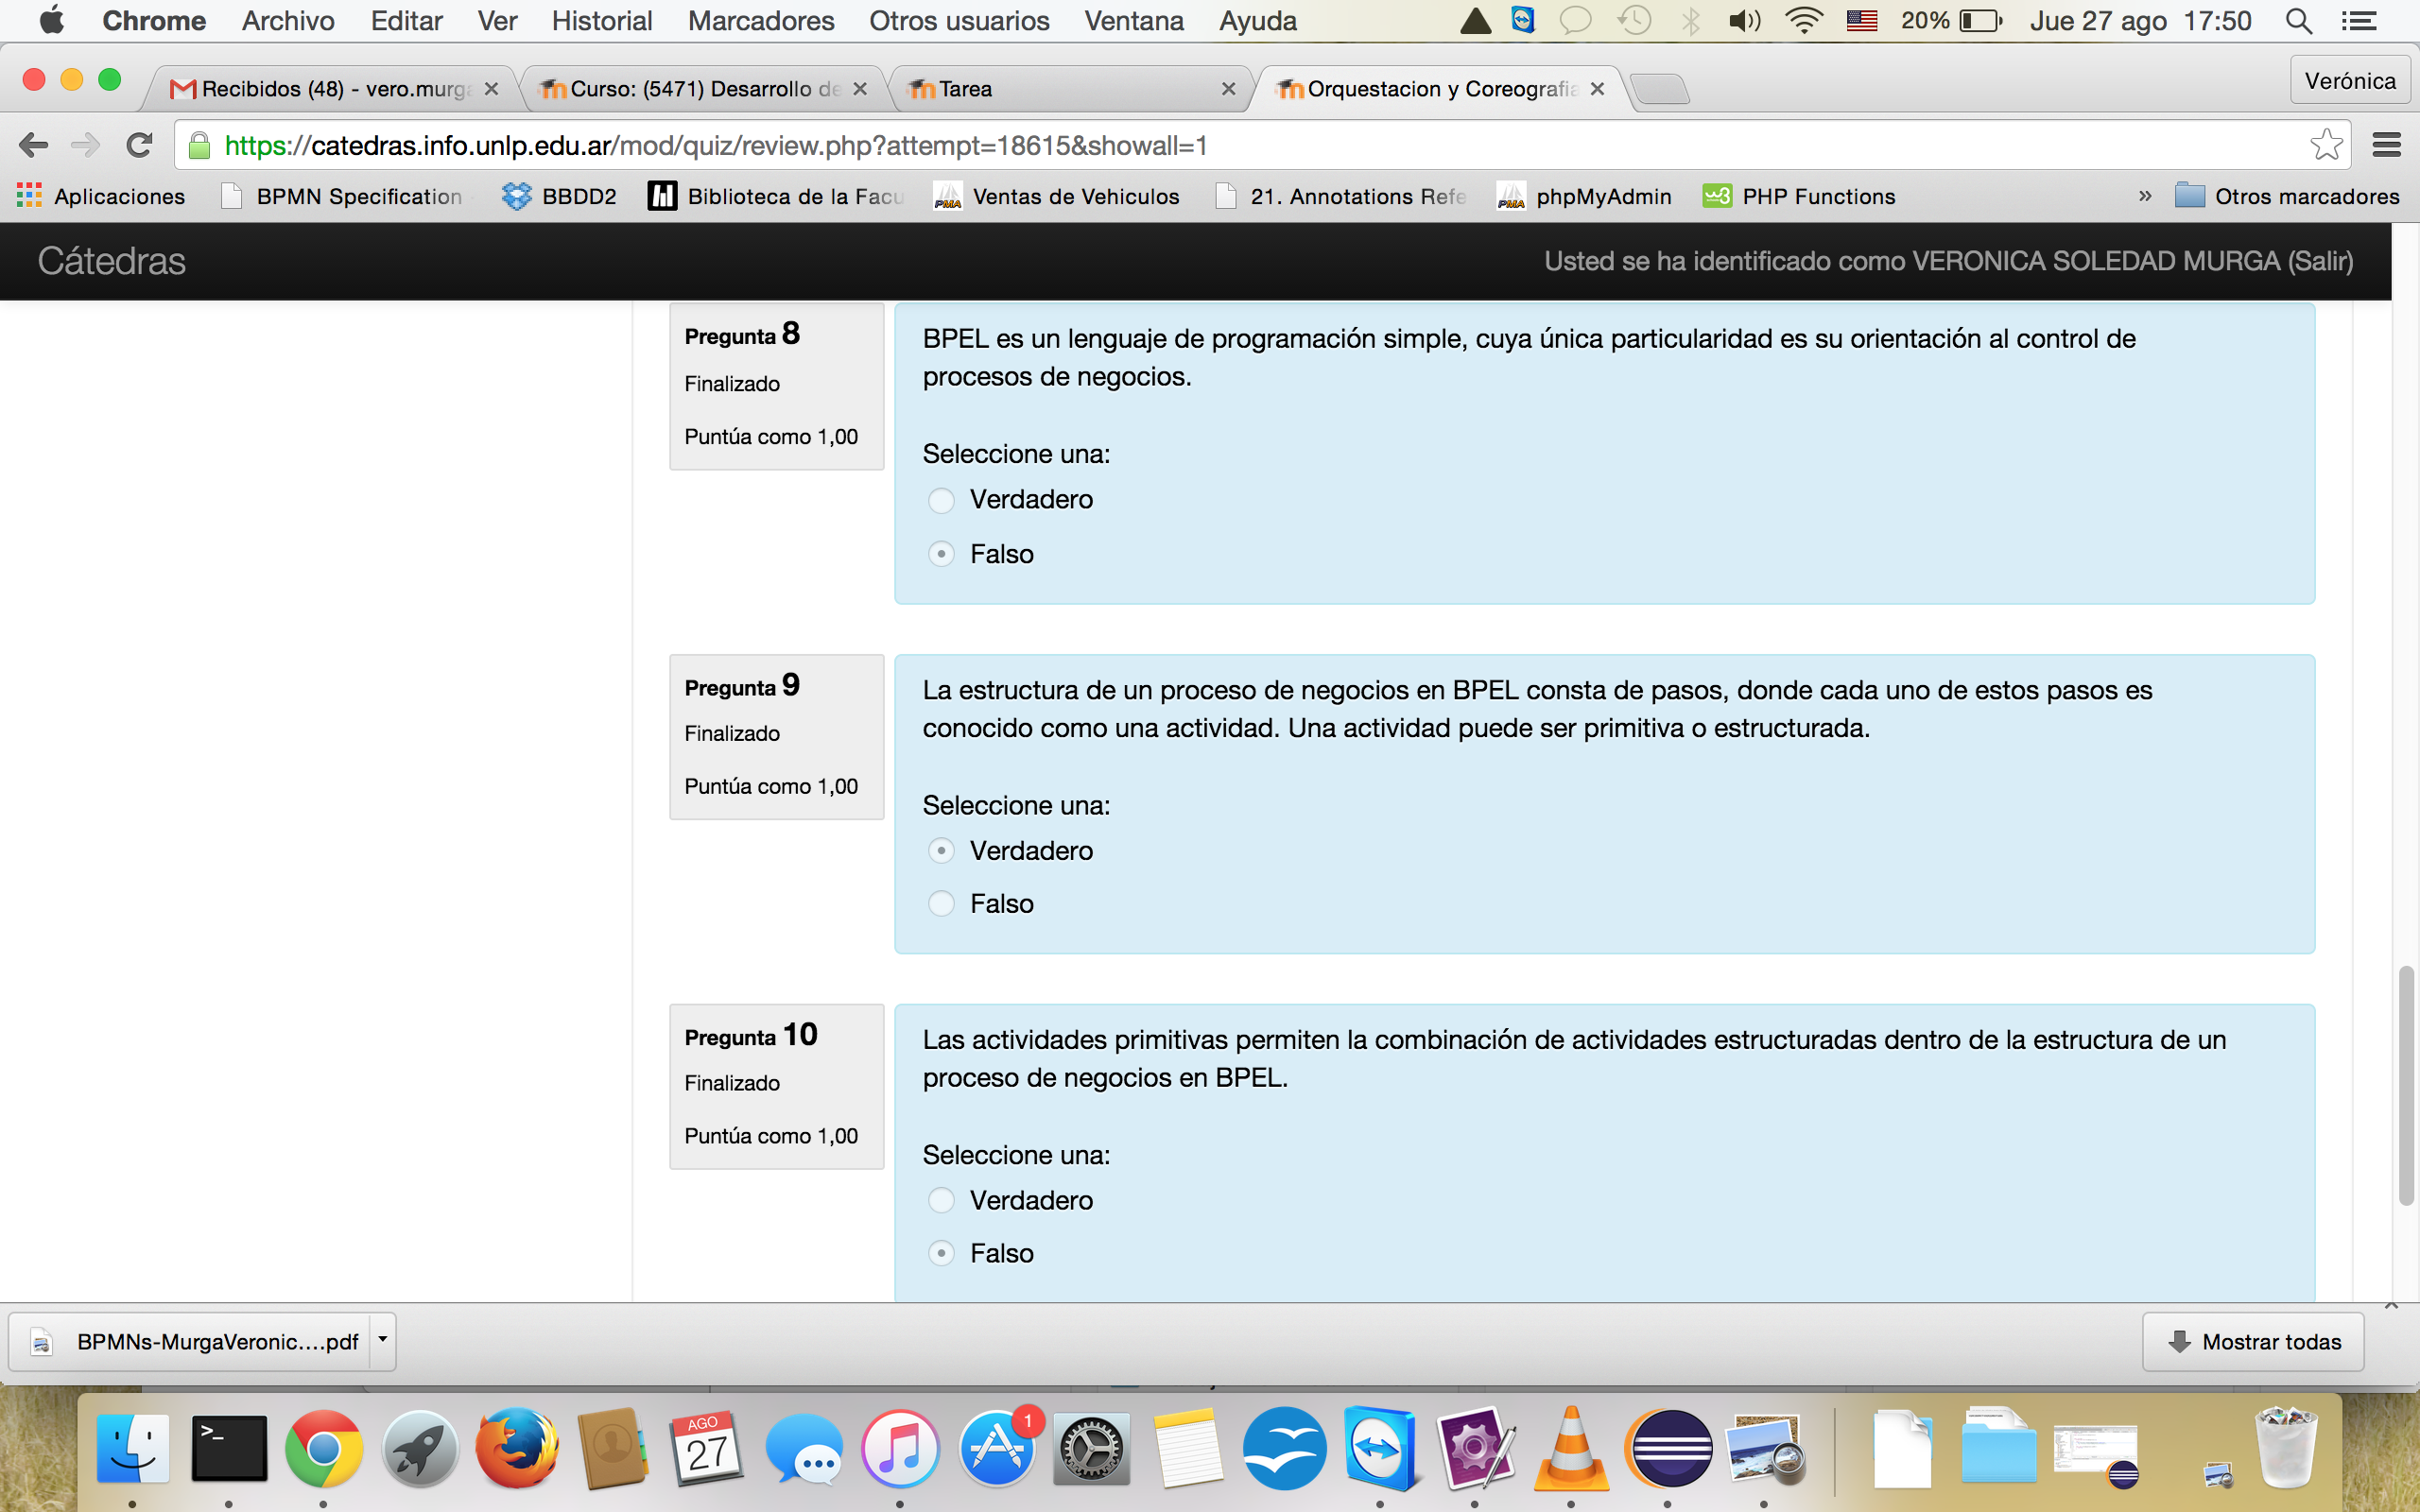 Chrome Archivo Editar Ver Historial Marcadores Otros usuarios Ventana Ayuda 20% Jue 27 ago 17:50
Recibidos (48) - vero.murga Curso: (5471) Desarrollo de Tarea Orquestacion y Coreografia Verónica
https://catedras.info.unlp.edu.ar/mod/quiz/review.php?attempt=18615&showall=1
Aplicaciones BPMN Specification BBDD2 Biblioteca de la Facu Ventas de Vehiculos 21. Annotations Refe phpMyAdmin PHP Functions » Otros marcadores
Cátedras Usted se ha identificado como VERONICA SOLEDAD MURGA (Salir)
Pregunta 8
Finalizado
Puntúa como 1,00
BPEL es un lenguaje de programación simple, cuya única particularidad es su orientación al control de
procesos de negocios.
Seleccione una:
Verdadero
Falso
Pregunta 9
Finalizado
Puntúa como 1,00
La estructura de un proceso de negocios en BPEL consta de pasos, donde cada uno de estos pasos es
conocido como una actividad. Una actividad puede ser primitiva o estructurada.
Seleccione una:
Verdadero
Falso
Pregunta 10
Finalizado
Puntúa como 1,00
Las actividades primitivas permiten la combinación de actividades estructuradas dentro de la estructura de un
proceso de negocios en BPEL.
Seleccione una:
Verdadero
Falso
BPMNs-MurgaVeronic....pdf Mostrar todas
AGO
27
1